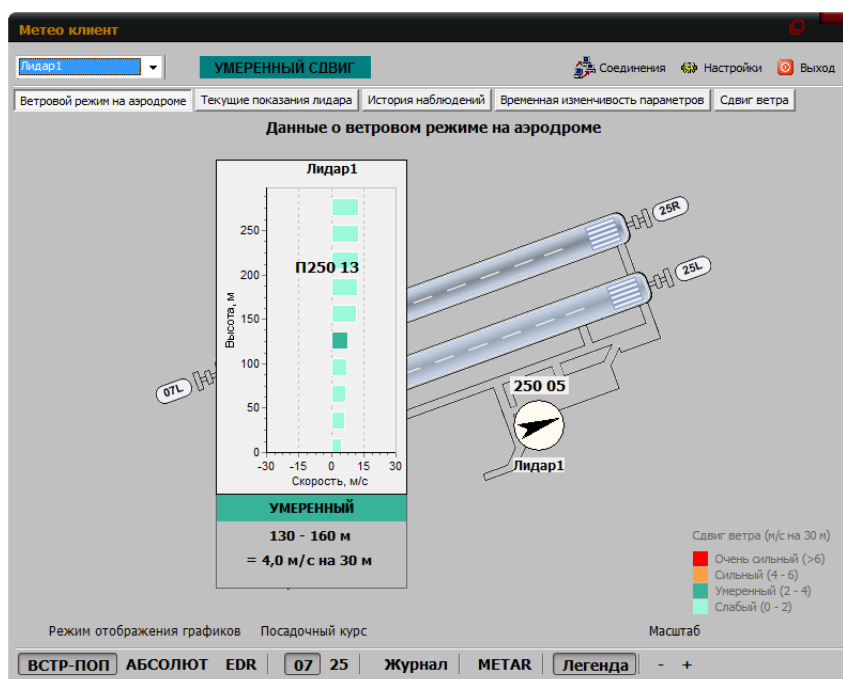 Метео клиент
Лидар1
УМЕРЕННЫЙ СДВИГ
Соединения
Настройки
Выход
Ветровой режим на аэродроме
Текущие показания лидара
История наблюдений
Временная изменчивость параметров
Сдвиг ветра
Данные о ветровом режиме на аэродроме
Лидар1
Высота, м
250
200
150
100
50
0
П250 13
-30 -15 0 15 30
Скорость, м/с
УМЕРЕННЫЙ
130 - 160 м
= 4,0 м/с на 30 м
25R
25L
07L
250 05
Лидар1
Сдвиг ветра (м/с на 30 м)
Очень сильный (>6)
Сильный (4 - 6)
Умеренный (2 - 4)
Слабый (0 - 2)
Режим отображения графиков
Посадочный курс
Масштаб
ВСТР-ПОП АБСОЛЮТ EDR 07 25 Журнал METAR Легенда - +